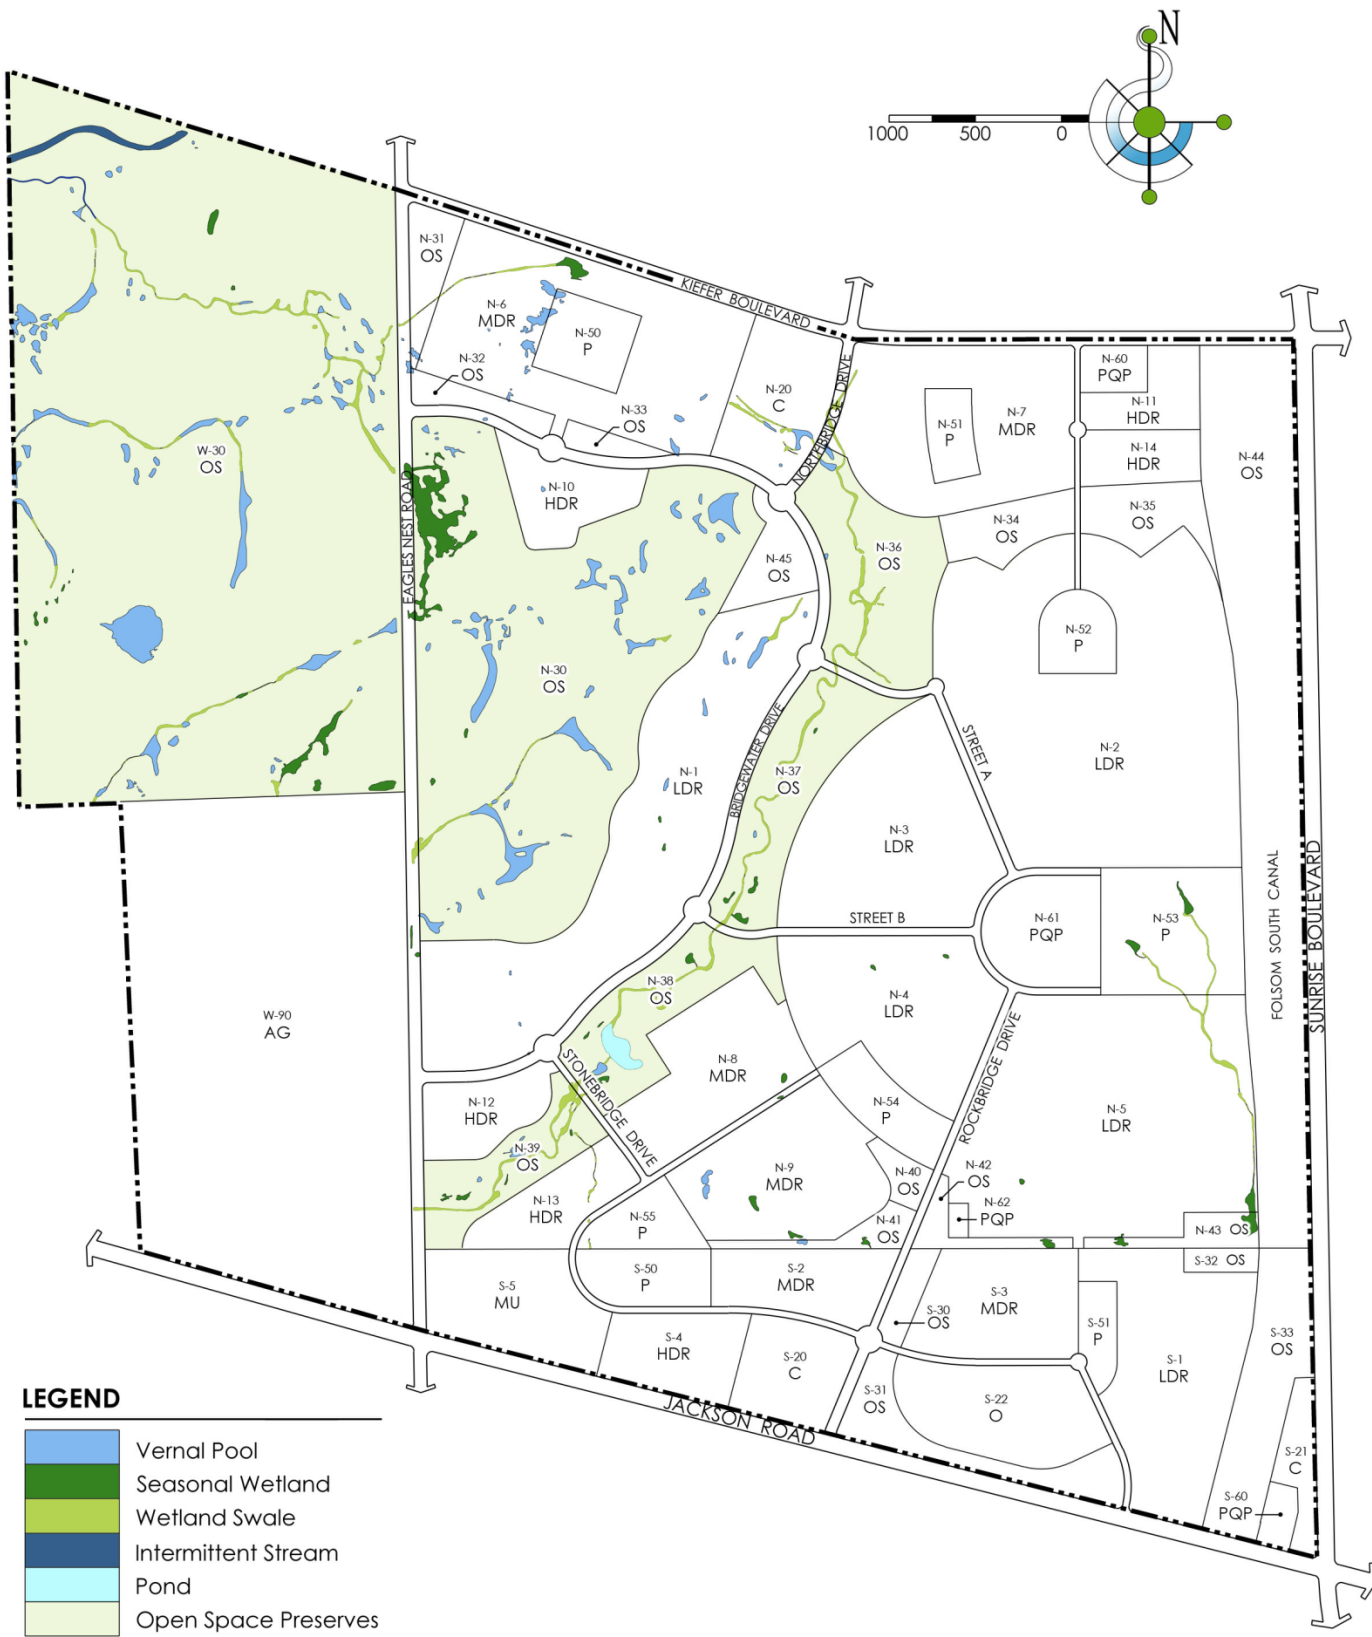 N
1000 500 0
N-31
OS
KIEFER BOULEVARD
N-6
MDR
N-50
P
N-32
OS
N-33
OS
N-20
C
NORTHBRIDGE DRIVE
N-60
PQP
N-11
HDR
N-51
P
N-7
MDR
N-14
HDR
N-44
OS
W-30
OS
EAGLES NEST ROAD
N-10
HDR
N-34
OS
N-35
OS
N-45
OS
N-36
OS
N-52
P
N-30
OS
N-1
LDR
BRIDGEWATER DRIVE
N-37
OS
STREET A
N-2
LDR
N-3
LDR
STREET B
N-61
PQP
N-53
P
FOLSOM SOUTH CANAL
SUNRISE BOULEVARD
W-90
AG
N-38
OS
N-4
LDR
N-8
MDR
STONEBRIDGE DRIVE
ROCKBRIDGE DRIVE
N-12
HDR
N-54
P
N-5
LDR
N-39
OS
N-9
MDR
N-40
OS
N-42
OS
N-13
HDR
N-55
P
N-41
OS
N-62
PQP
N-43 OS
S-32 OS
S-5
MU
S-50
P
S-2
MDR
S-3
MDR
S-30
OS
S-51
P
S-33
OS
S-4
HDR
S-20
C
S-1
LDR
S-31
OS
S-22
O
JACKSON ROAD
S-21
C
S-60
PQP
LEGEND
Vernal Pool
Seasonal Wetland
Wetland Swale
Intermittent Stream
Pond
Open Space Preserves